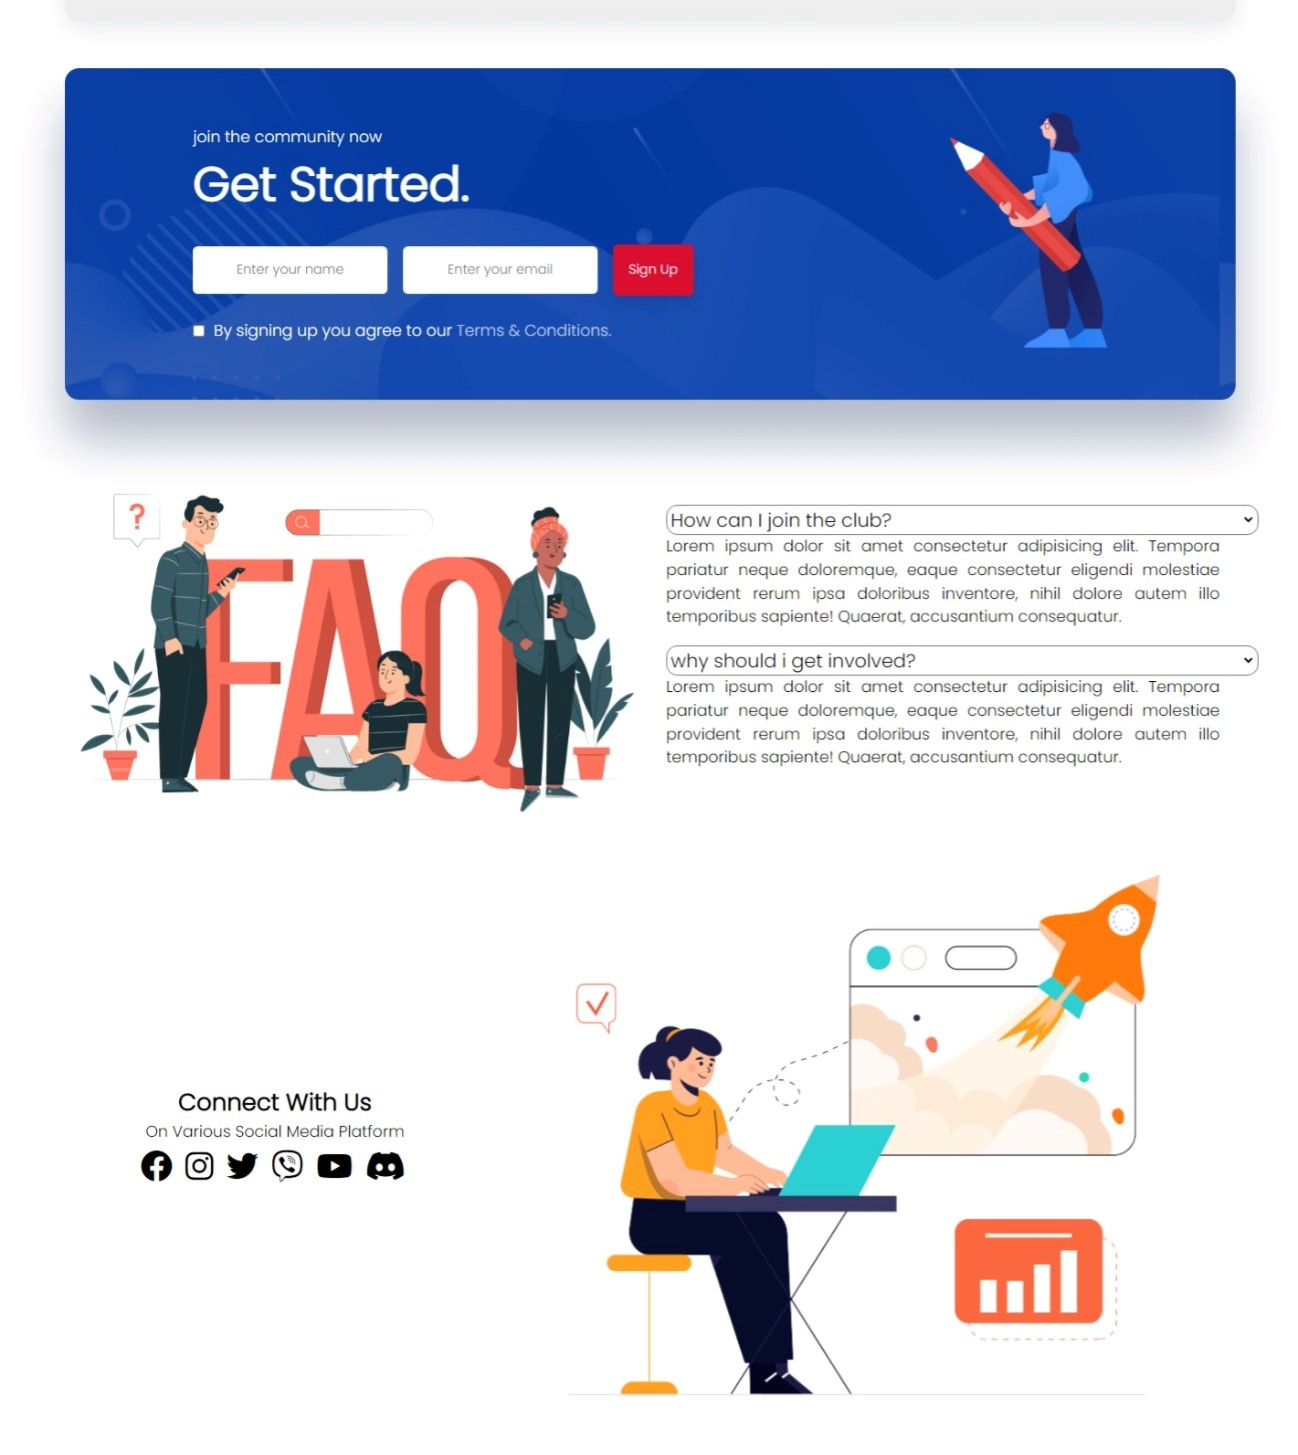 join the community now
Get Started.
Enter your name
Enter your email
Sign Up
By signing up you agree to our Terms & Conditions.
?
FAQ
How can I join the club?
Lorem ipsum dolor sit amet consectetur adipisicing elit. Tempora
pariatur neque doloremque, eaque consectetur eligendi molestiae
provident rerum ipsa doloribus inventore, nihil dolore autem illo
temporibus sapiente! Quaerat, accusantium consequatur.
why should i get involved?
Lorem ipsum dolor sit amet consectetur adipisicing elit. Tempora
pariatur neque doloremque, eaque consectetur eligendi molestiae
provident rerum ipsa doloribus inventore, nihil dolore autem illo
temporibus sapiente! Quaerat, accusantium consequatur.
Connect With Us
On Various Social Media Platform